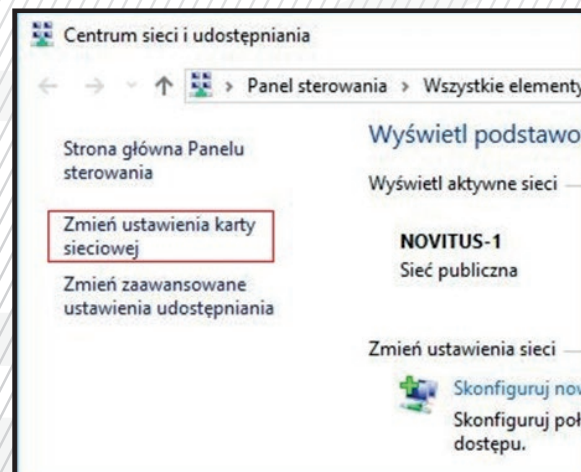 Centrum sieci i udostępniania
Panel sterowania > Wszystkie elementy
Strona główna Panelu
sterowania
Zmień ustawienia karty
sieciowej
Zmień zaawansowane
ustawienia udostępniania
Wyświetl podstawo
Wyświetl aktywne sieci
NOVITUS-1
Sieć publiczna
Zmień ustawienia sieci
Skonfiguruj now
Skonfiguruj poł
dostępu.